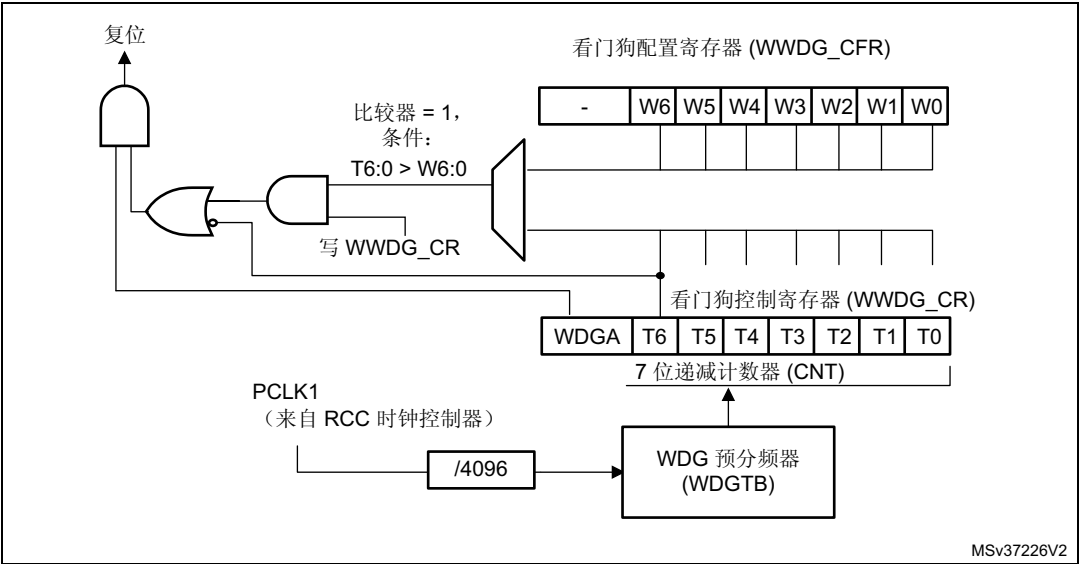 复位
看门狗配置寄存器 (WWDG_CFR)
- W6 W5 W4 W3 W2 W1 W0
比较器 = 1，
条件：
T6:0 > W6:0
写 WWDG_CR
看门狗控制寄存器 (WWDG_CR)
WDGA T6 T5 T4 T3 T2 T1 T0
7 位递减计数器 (CNT)
PCLK1
（来自 RCC 时钟控制器）
/4096
WDG 预分频器
(WDGTB)
MSv37226V2